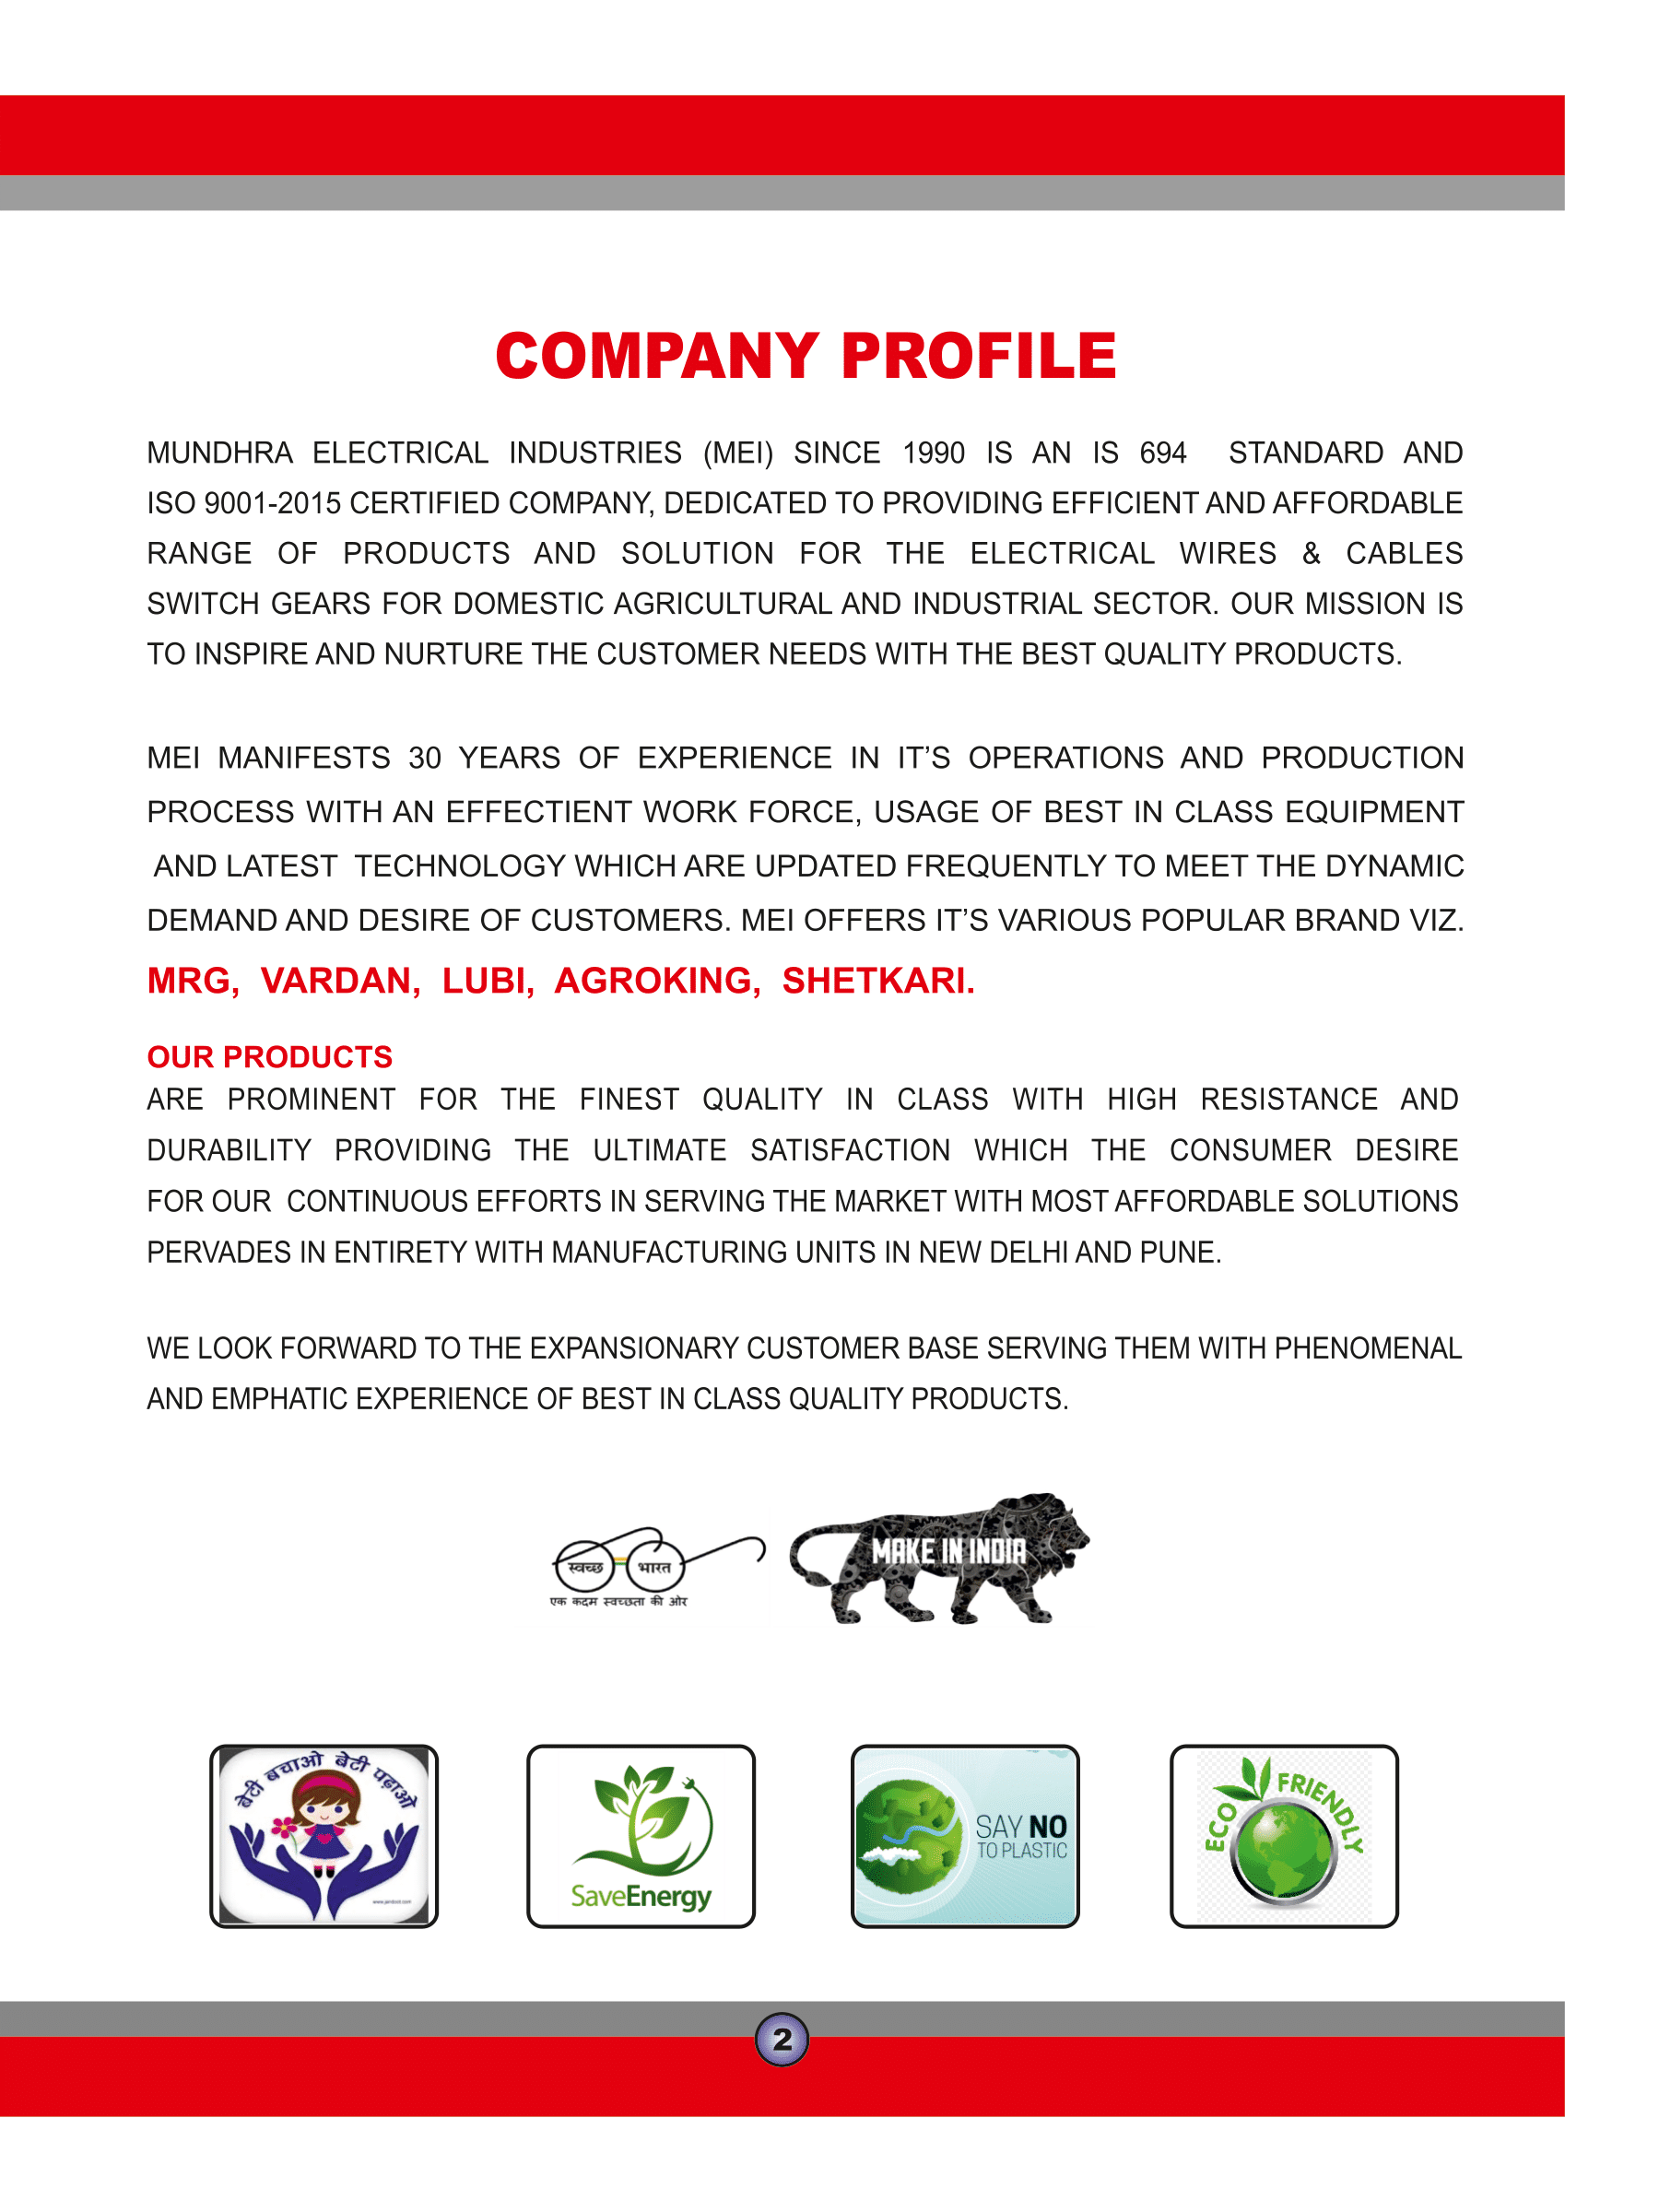 COMPANY PROFILE
MUNDHRA ELECTRICAL INDUSTRIES (MEI) SINCE 1990 IS AN IS 694 STANDARD AND
ISO 9001-2015 CERTIFIED COMPANY, DEDICATED TO PROVIDING EFFICIENT AND AFFORDABLE
RANGE OF PRODUCTS AND SOLUTION FOR THE ELECTRICAL WIRES & CABLES
SWITCH GEARS FOR DOMESTIC AGRICULTURAL AND INDUSTRIAL SECTOR. OUR MISSION IS
TO INSPIRE AND NURTURE THE CUSTOMER NEEDS WITH THE BEST QUALITY PRODUCTS.
MEI MANIFESTS 30 YEARS OF EXPERIENCE IN IT’S OPERATIONS AND PRODUCTION
PROCESS WITH AN EFFECTIENT WORK FORCE, USAGE OF BEST IN CLASS EQUIPMENT
AND LATEST TECHNOLOGY WHICH ARE UPDATED FREQUENTLY TO MEET THE DYNAMIC
DEMAND AND DESIRE OF CUSTOMERS. MEI OFFERS IT’S VARIOUS POPULAR BRAND VIZ.
MRG, VARDAN, LUBI, AGROKING, SHETKARI.
OUR PRODUCTS
ARE PROMINENT FOR THE FINEST QUALITY IN CLASS WITH HIGH RESISTANCE AND
DURABILITY PROVIDING THE ULTIMATE SATISFACTION WHICH THE CONSUMER DESIRE
FOR OUR CONTINUOUS EFFORTS IN SERVING THE MARKET WITH MOST AFFORDABLE SOLUTIONS
PERVADES IN ENTIRETY WITH MANUFACTURING UNITS IN NEW DELHI AND PUNE.
WE LOOK FORWARD TO THE EXPANSIONARY CUSTOMER BASE SERVING THEM WITH PHENOMENAL
AND EMPHATIC EXPERIENCE OF BEST IN CLASS QUALITY PRODUCTS.
स्वच्छ भारत
एक कदम स्वच्छता की ओर
MAKE IN INDIA
बेटी बचाओ बेटी पढ़ाओ
SaveEnergy
SAY NO
TO PLASTIC
ECO FRIENDLY
2